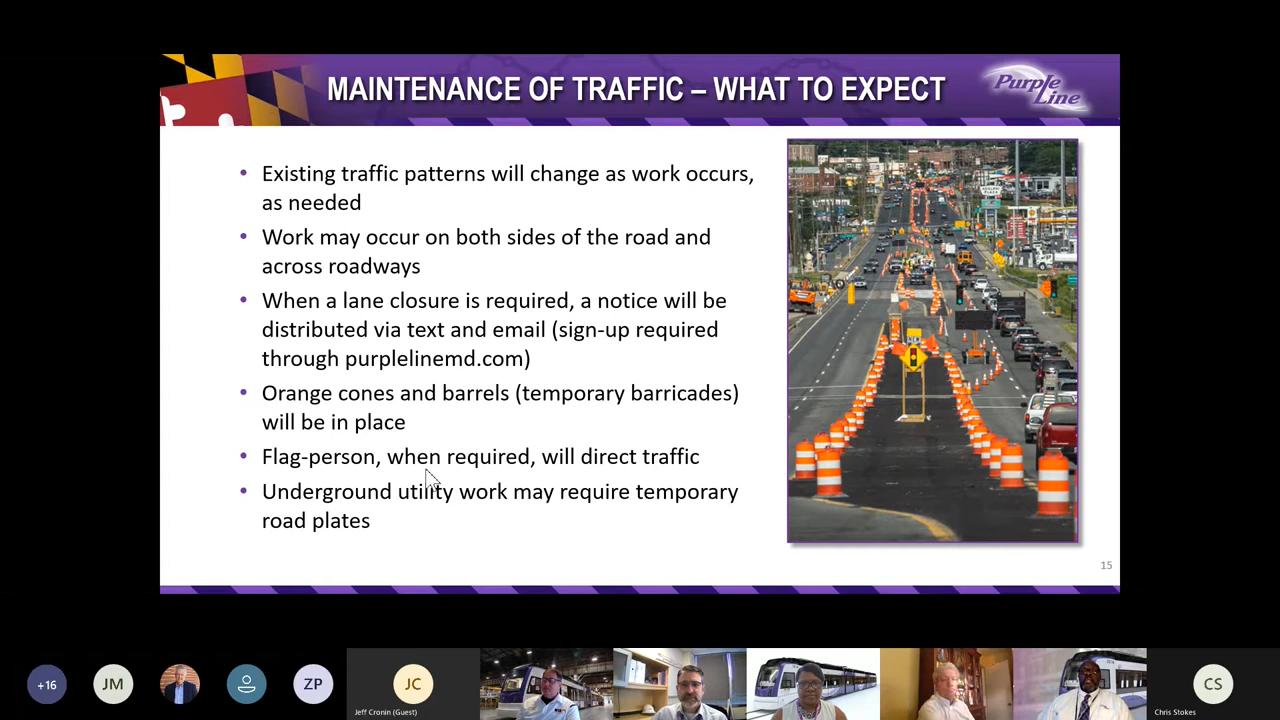 MAINTENANCE OF TRAFFIC – WHAT TO EXPECT
Purple
Line
• Existing traffic patterns will change as work occurs,
as needed
• Work may occur on both sides of the road and
across roadways
• When a lane closure is required, a notice will be
distributed via text and email (sign-up required
through purplelinemd.com)
• Orange cones and barrels (temporary barricades)
will be in place
• Flag-person, when required, will direct traffic
• Underground utility work may require temporary
road plates
15
+16
JM
ZP
JC
Jeff Cronin (Guest)
CS
Chris Stokes